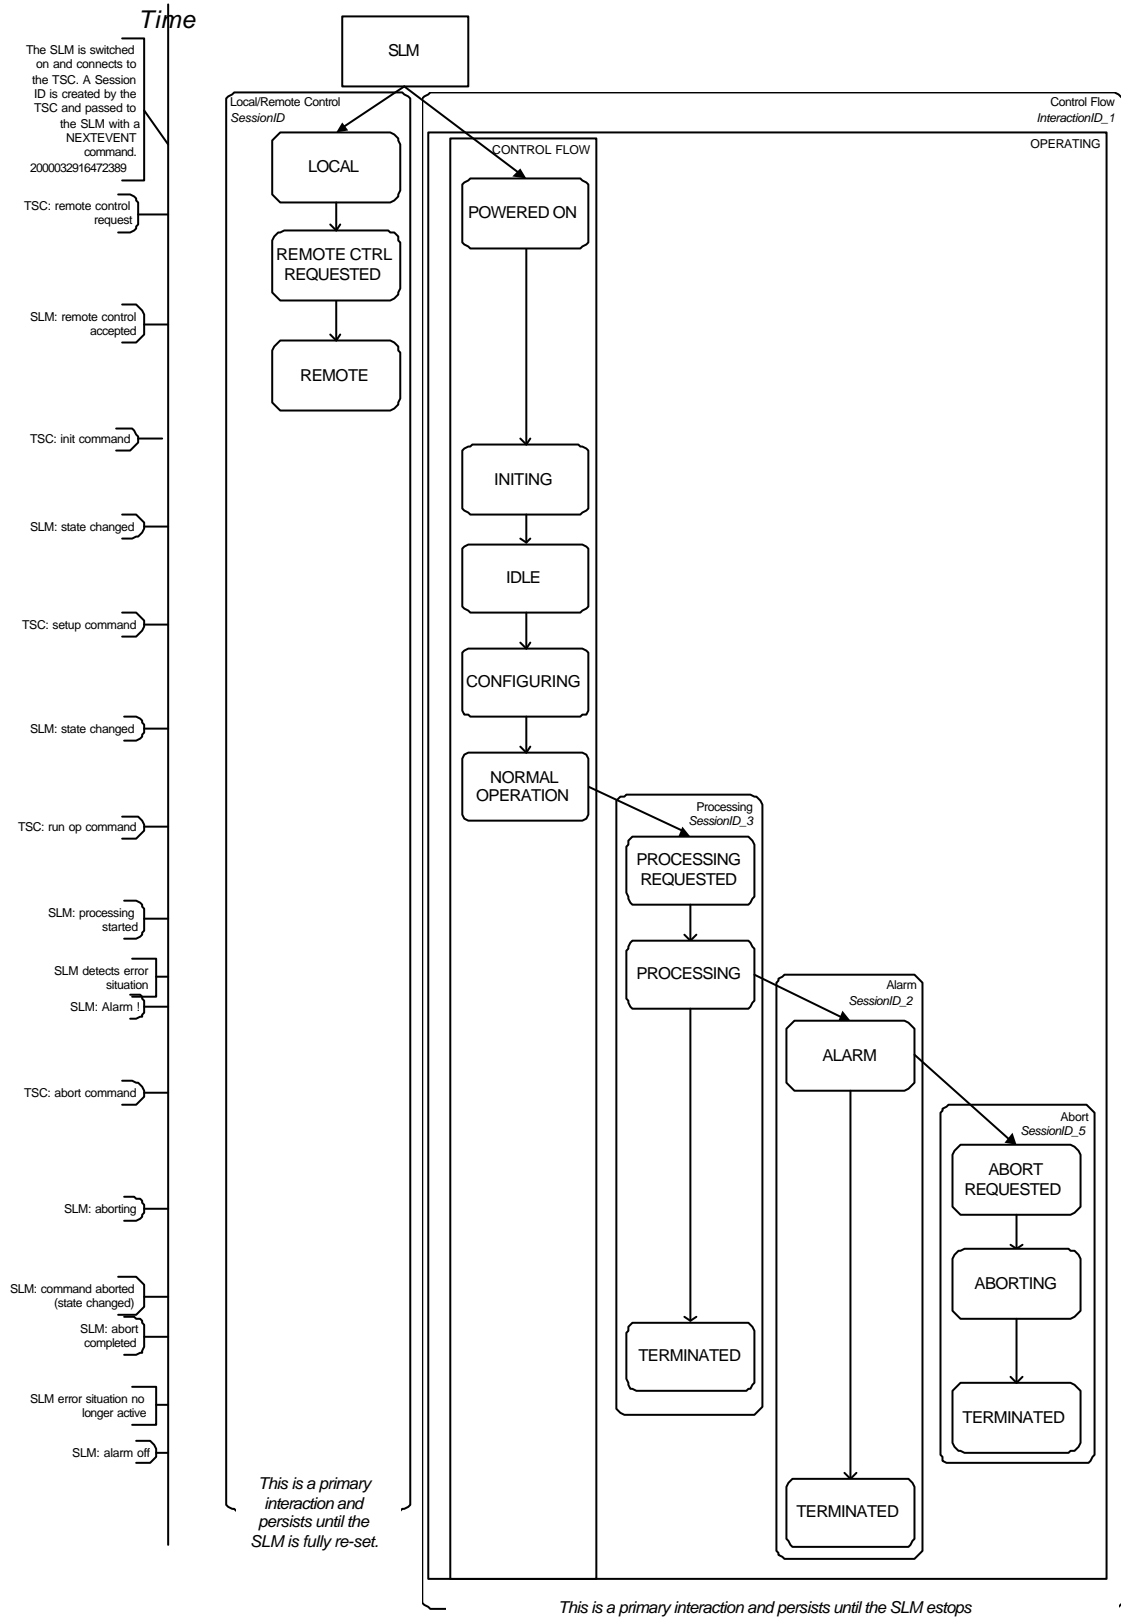 Time
The SLM is switched
on and connects to
the TSC. A Session
ID is created by the
TSC and passed to
the SLM with a
NEXTEVENT
command.
2000032916472389
TSC: remote control
request
SLM: remote control
accepted
TSC: init command
SLM: state changed
TSC: setup command
SLM: state changed
TSC: run op command
SLM: processing
started
SLM detects error
situation
SLM: Alarm !
TSC: abort command
SLM: aborting
SLM: command aborted
(state changed)
SLM: abort
completed
SLM error situation no
longer active
SLM: alarm off
SLM
Local/Remote Control
SessionID
LOCAL
REMOTE CTRL
REQUESTED
REMOTE
This is a primary
interaction and
persists until the
SLM is fully re-set.
Control Flow
InteractionID_1
OPERATING
CONTROL FLOW
POWERED ON
INITING
IDLE
CONFIGURING
NORMAL
OPERATION
Processing
SessionID_3
PROCESSING
REQUESTED
PROCESSING
TERMINATED
Alarm
SessionID_2
ALARM
TERMINATED
Abort
SessionID_5
ABORT
REQUESTED
ABORTING
TERMINATED
This is a primary interaction and persists until the SLM estops